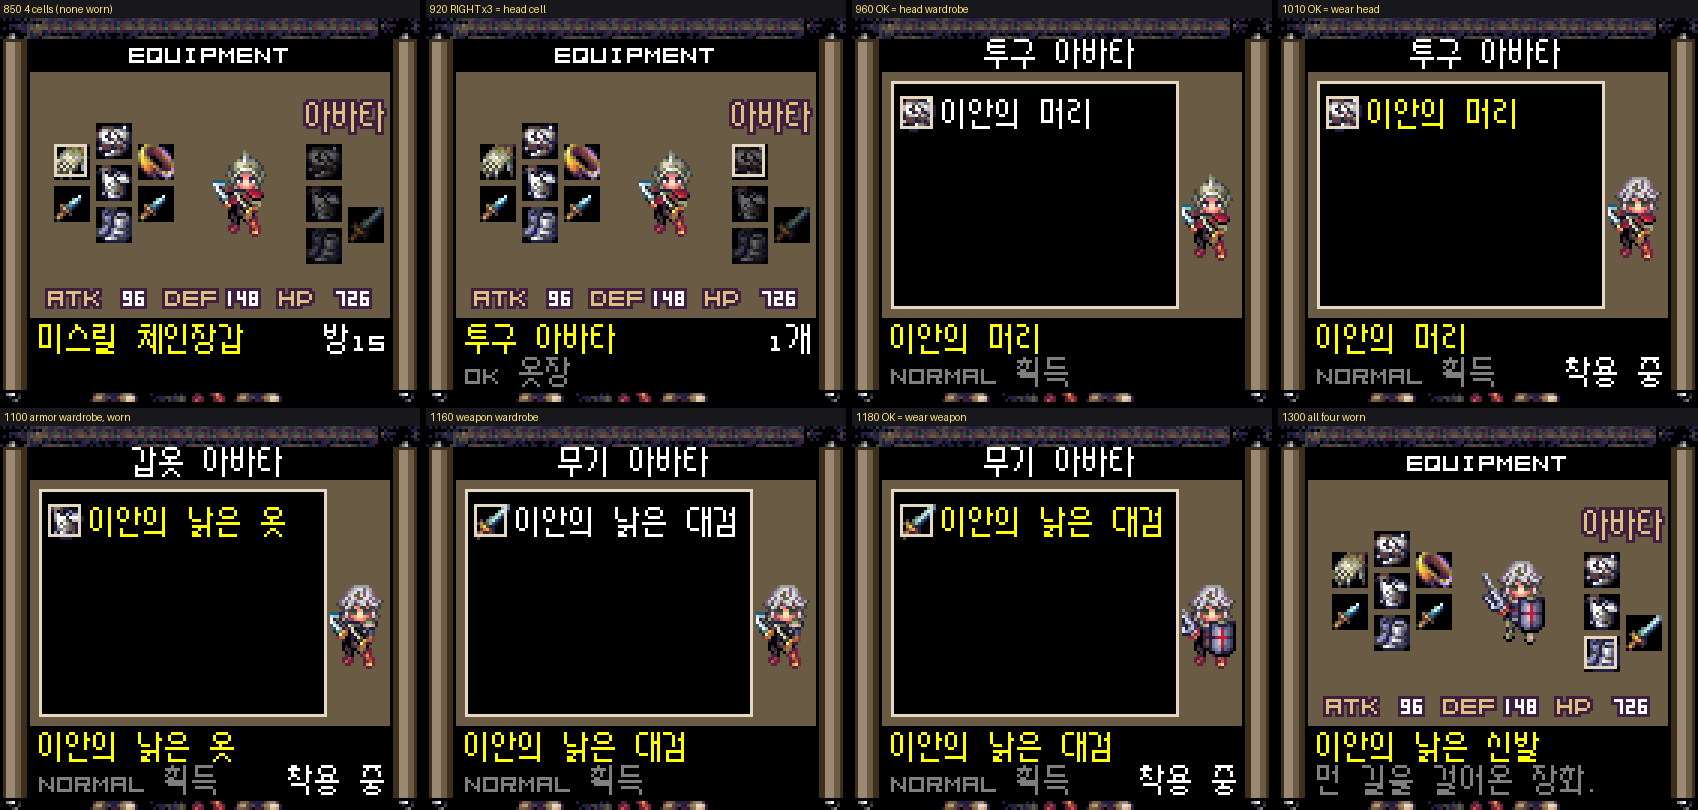 850 4 cells (none worn)
EQUIPMENT
아바타
ATK 96 DEF 148 HP 726
미스릴 체인장갑 방15
920 RIGHT x3 = head cell
EQUIPMENT
아바타
ATK 96 DEF 148 HP 726
투구 아바타 1개
OK 옷장
960 OK = head wardrobe
투구 아바타
이안의 머리
이안의 머리
NORMAL 획득
1010 OK = wear head
투구 아바타
이안의 머리
이안의 머리
NORMAL 획득 착용 중
1100 armor wardrobe, worn
갑옷 아바타
이안의 낡은 옷
이안의 낡은 옷
NORMAL 획득 착용 중
1160 weapon wardrobe
무기 아바타
이안의 낡은 대검
이안의 낡은 대검
NORMAL 획득
1180 OK = wear weapon
무기 아바타
이안의 낡은 대검
이안의 낡은 대검
NORMAL 획득 착용 중
1300 all four worn
EQUIPMENT
아바타
ATK 96 DEF 148 HP 726
이안의 낡은 신발
먼 길을 걸어온 장화.